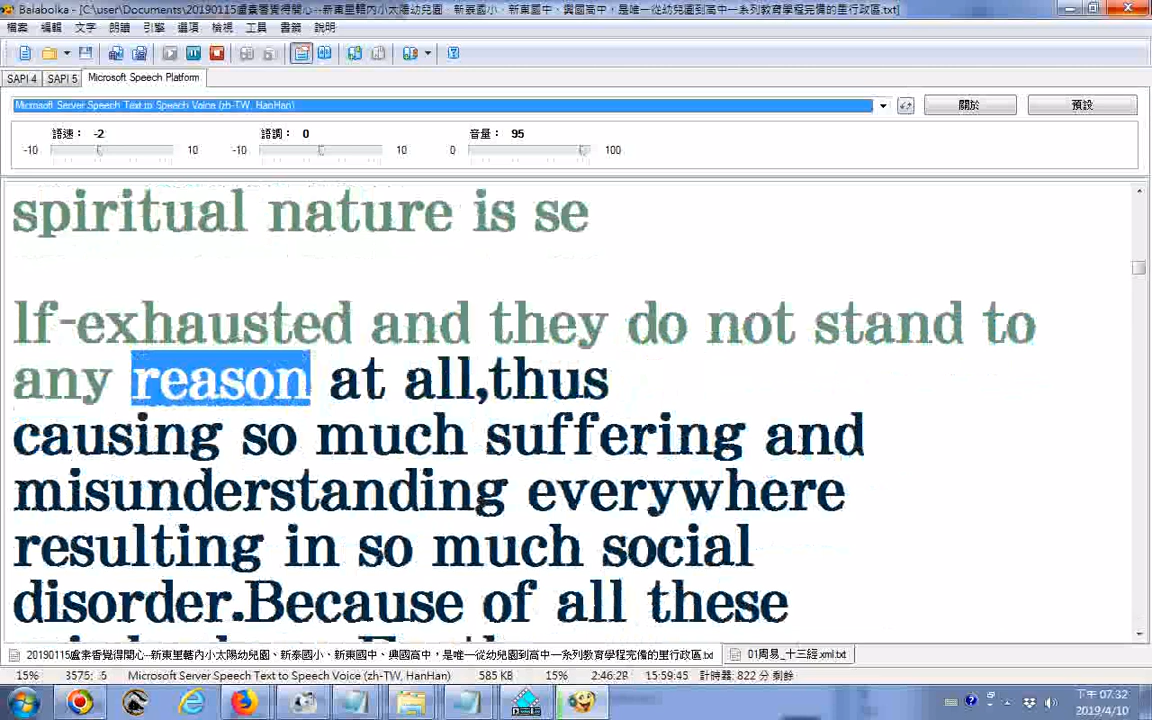 Balabolka - [C:\user\Documents\20190115盧素香覺得開心--新東里轄內小太陽幼兒園、新泰國小、新東國中、興國高中，是唯一從幼兒園到高中一系列教育學程完備的里行政區.txt]
檔案 編輯 文字 朗讀 引擎 選項 檢視 工具 書籤 說明
SAPI 4 SAPI 5 Microsoft Speech Platform
Microsoft Server Speech Text to Speech Voice (zh-TW, HanHan)
關於 預設
語速： -2 語調： 0 音量： 95
-10 10 -10 10 0 100
spiritual nature is se
lf-exhausted and they do not stand to
any reason at all,thus
causing so much suffering and
misunderstanding everywhere
resulting in so much social
disorder.Because of all these
20190115盧素香覺得開心--新東里轄內小太陽幼兒園、新泰國小、新東國中、興國高中，是唯一從幼兒園到高中一系列教育學程完備的里行政區.txt 01周易_十三經.xml.txt
15% 3575: :5 Microsoft Server Speech Text to Speech Voice (zh-TW, HanHan) 585 KB 15% 2:46:28 15:59:45 計時器: 822 分 剩餘
下午 07:32
2019/4/10